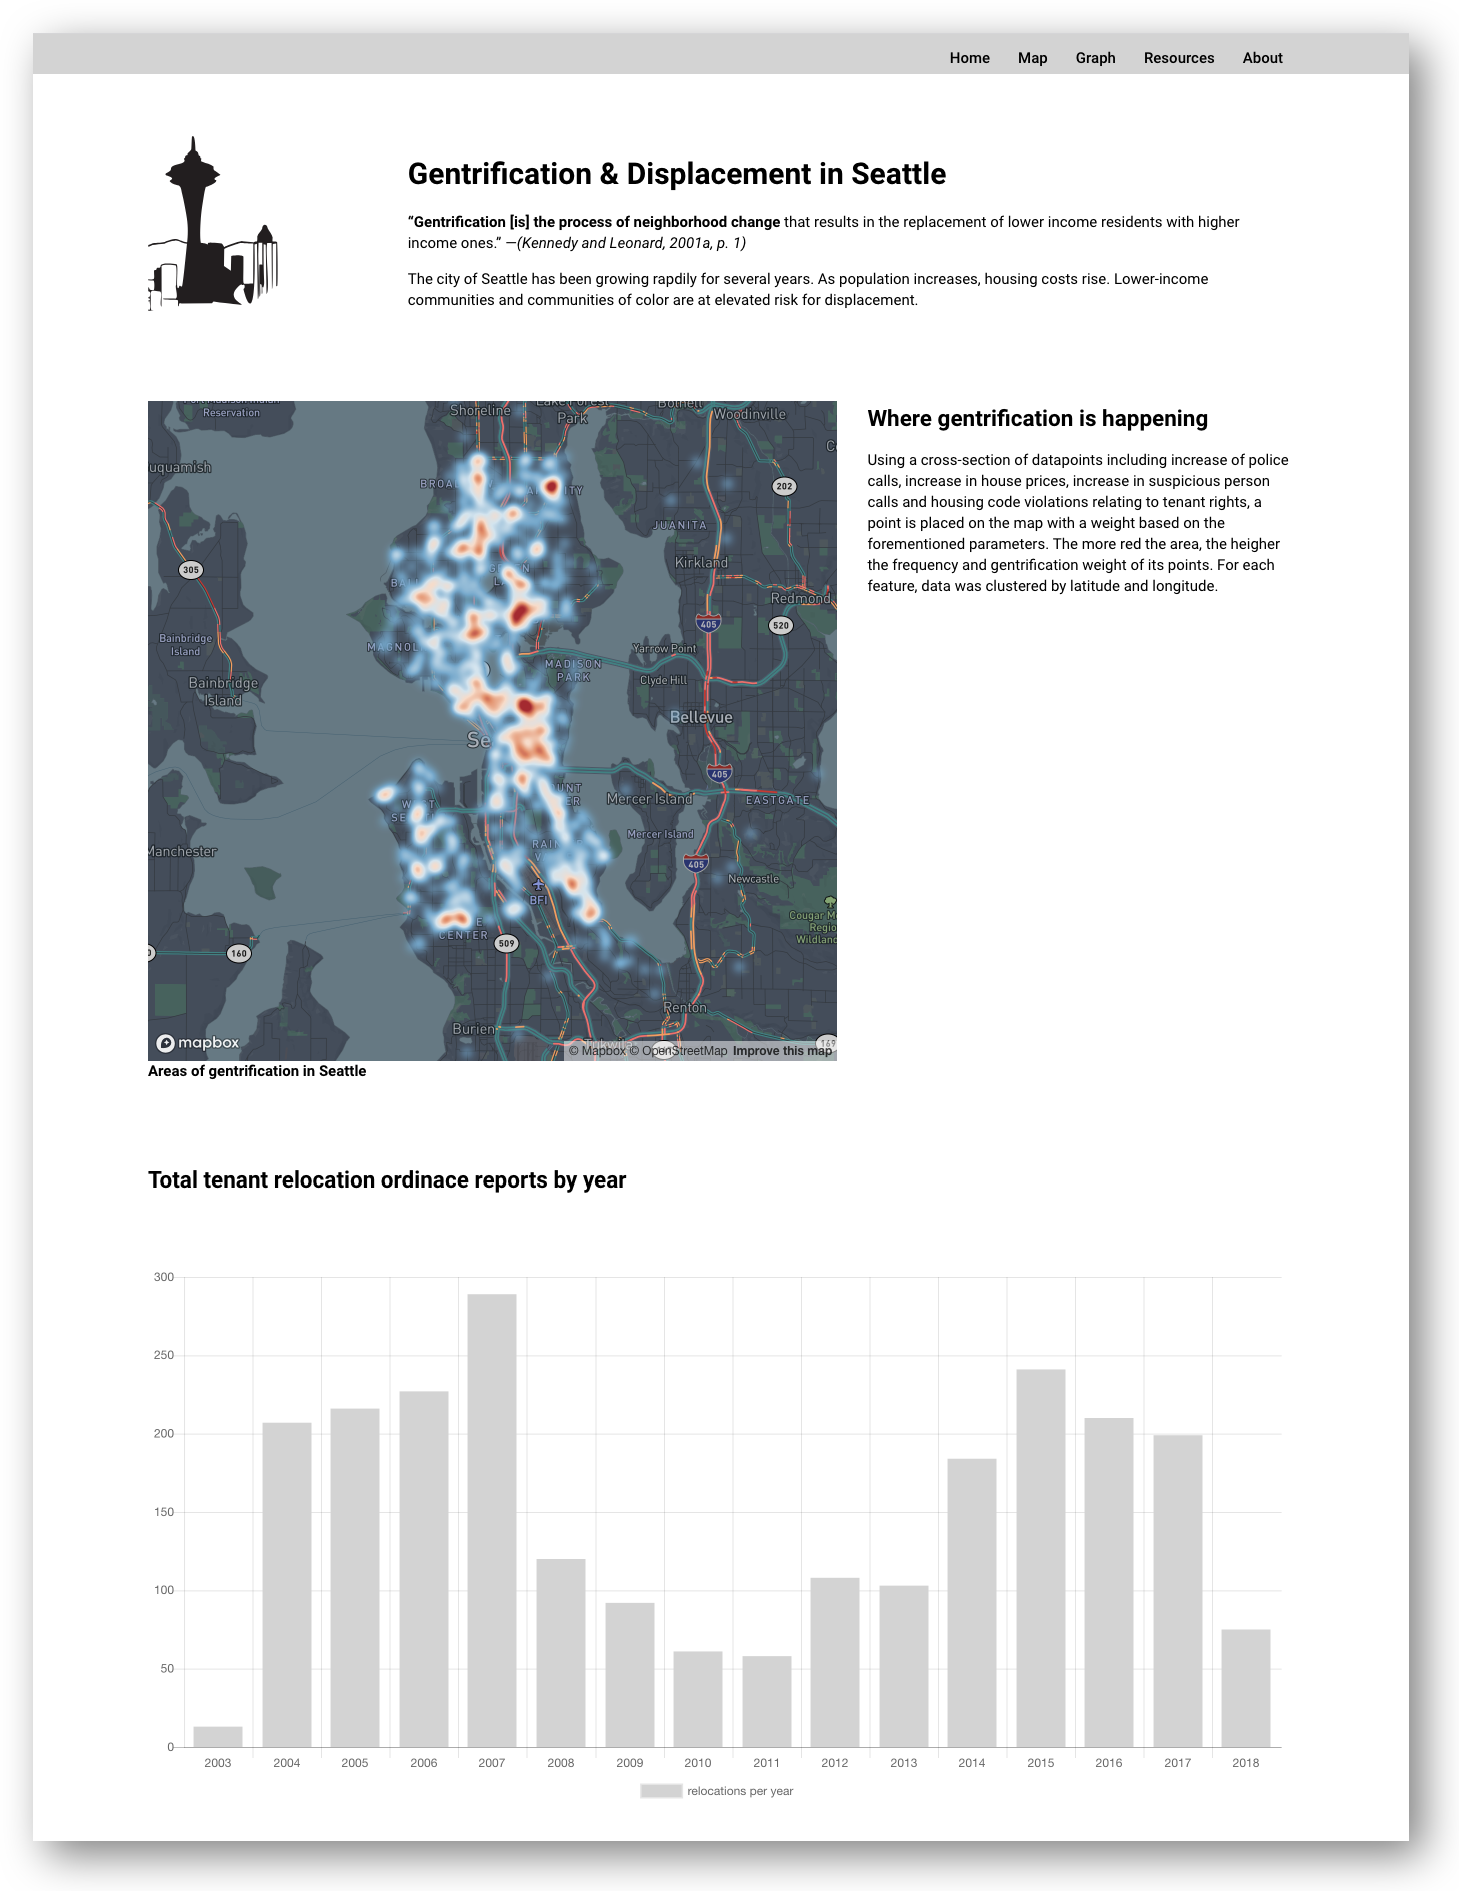 Home Map Graph Resources About
Gentrification & Displacement in Seattle
“Gentrification [is] the process of neighborhood change that results in the replacement of lower income residents with higher
income ones.” —(Kennedy and Leonard, 2001a, p. 1)
The city of Seattle has been growing rapdily for several years. As population increases, housing costs rise. Lower-income
communities and communities of color are at elevated risk for displacement.
Where gentrification is happening
Using a cross-section of datapoints including increase of police
calls, increase in house prices, increase in suspicious person
calls and housing code violations relating to tenant rights, a
point is placed on the map with a weight based on the
forementioned parameters. The more red the area, the heigher
the frequency and gentrification weight of its points. For each
feature, data was clustered by latitude and longitude.
Reservation
Shoreline
Lake Forest
Park
Bothell
Woodinville
uquamish
202
BROA
ITY
JUANITA
305
Kirkland
Redmond
405
520
Bainbridge
Island
MAGNOL
Yarrow Point
MADISON
PARK
Clyde Hill
Bainbridge
Island
Bellevue
Se
405
Mercer Island
EASTGATE
Mercer Island
Manchester
405
Newcastle
BFI
Cougar M
Regio
Wildlan
CENTER
509
160
Renton
Burien
169
mapbox
© Mapbox © OpenStreetMap Improve this map
Areas of gentrification in Seattle
Total tenant relocation ordinace reports by year
300
250
200
150
100
50
0
2003 2004 2005 2006 2007 2008 2009 2010 2011 2012 2013 2014 2015 2016 2017 2018
relocations per year